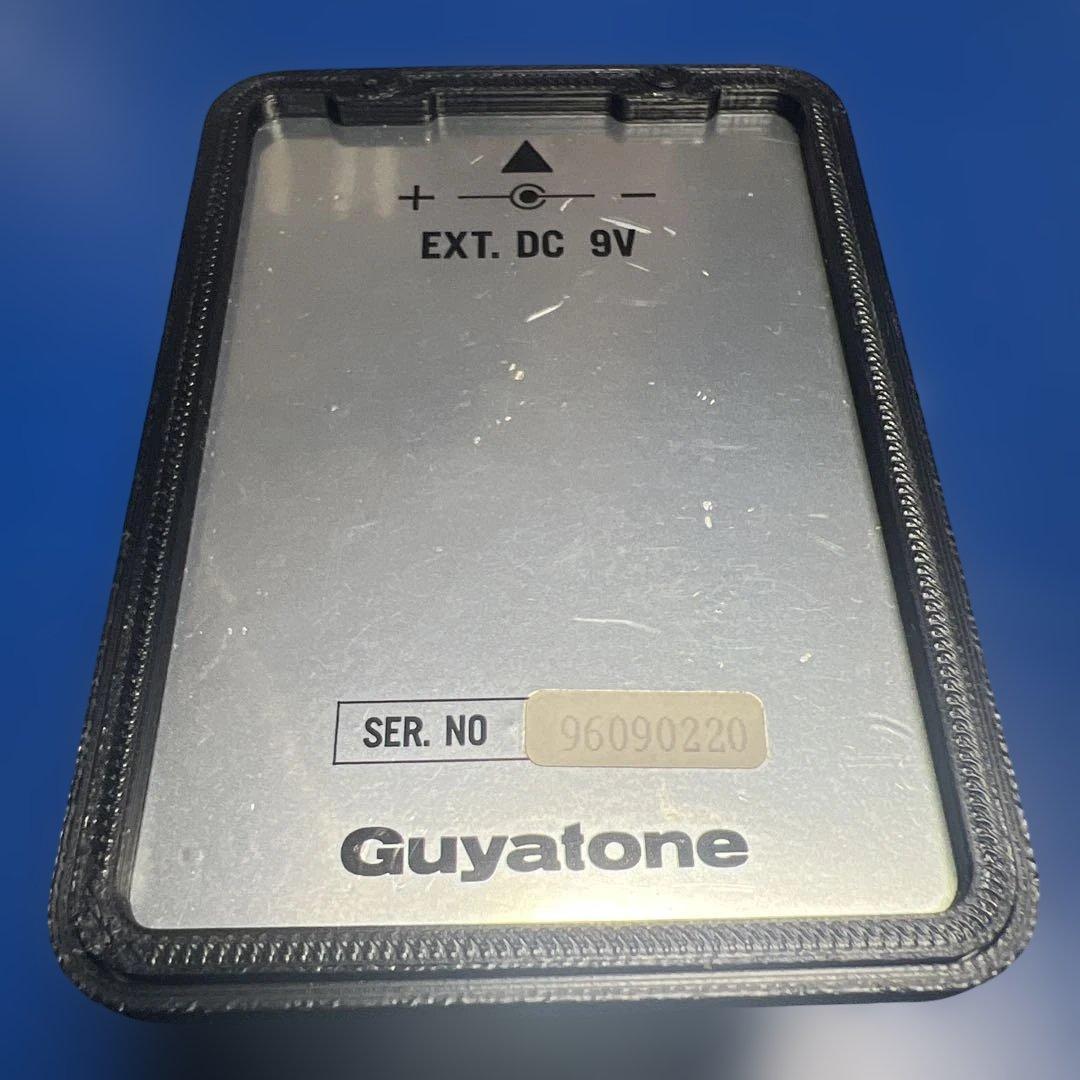 + −
EXT. DC 9V
SER. NO 96090220
Guyatone